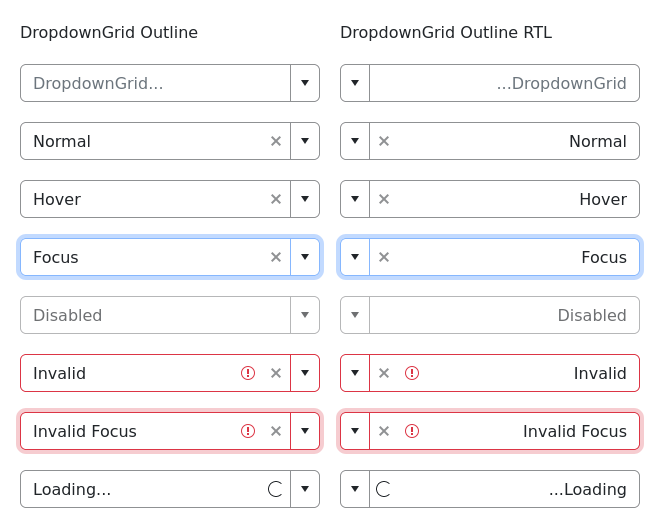 DropdownGrid Outline
DropdownGrid Outline RTL
DropdownGrid...
...DropdownGrid
Normal
Normal
Hover
Hover
Focus
Focus
Disabled
Disabled
Invalid
Invalid
Invalid Focus
Invalid Focus
Loading...
...Loading